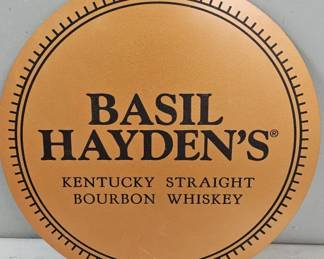 BASIL
HAYDEN'S®
KENTUCKY STRAIGHT
BOURBON WHISKEY